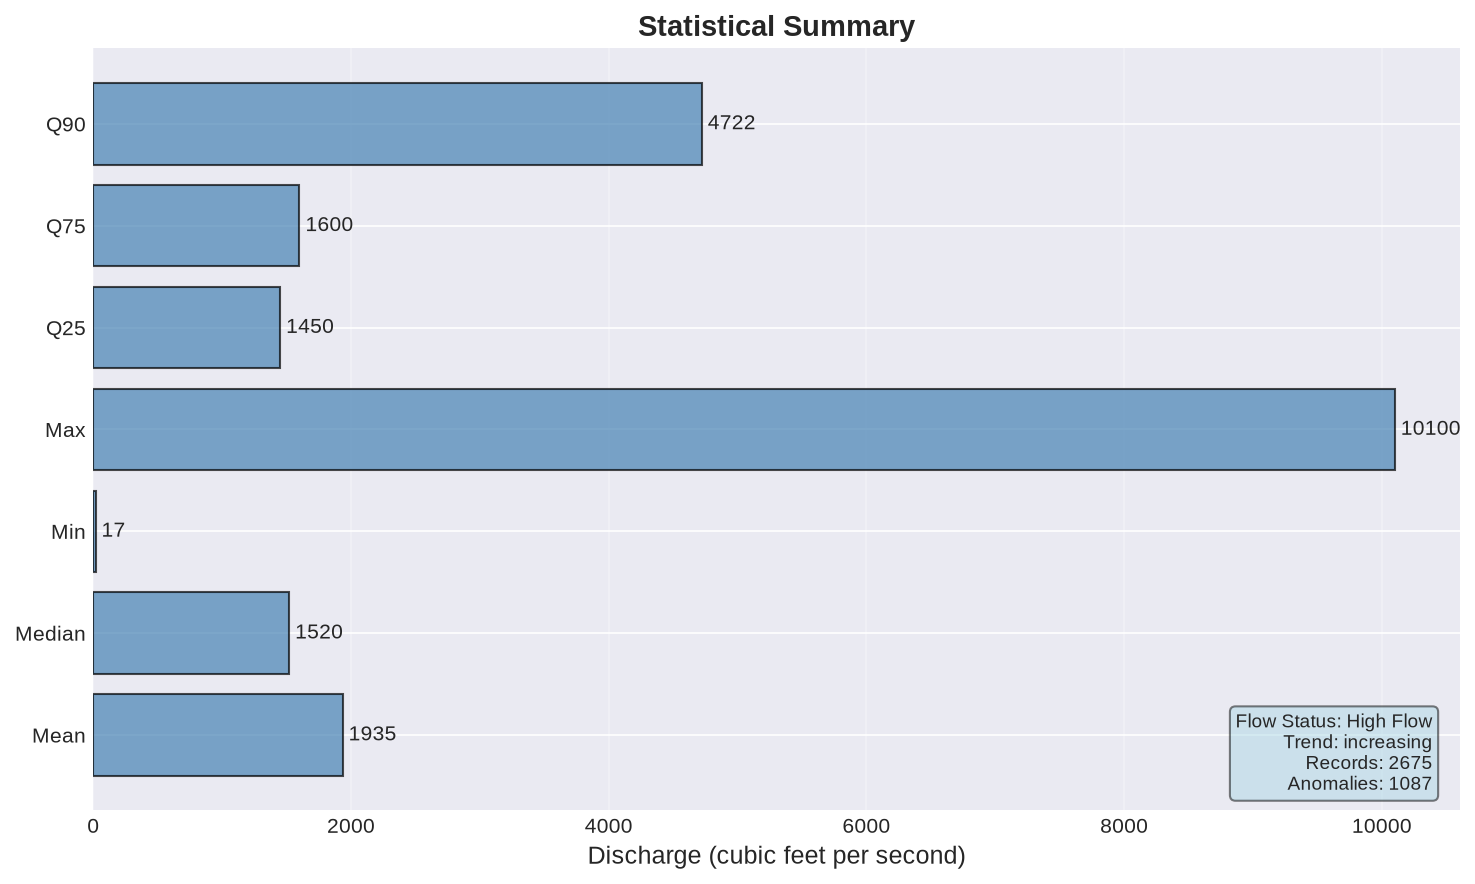 Statistical Summary
Q90
4722
Q75
1600
Q25
1450
Max
10100
Min
17
Median
1520
Mean
1935
Flow Status: High Flow
Trend: increasing
Records: 2675
Anomalies: 1087
0 2000 4000 6000 8000 10000
Discharge (cubic feet per second)